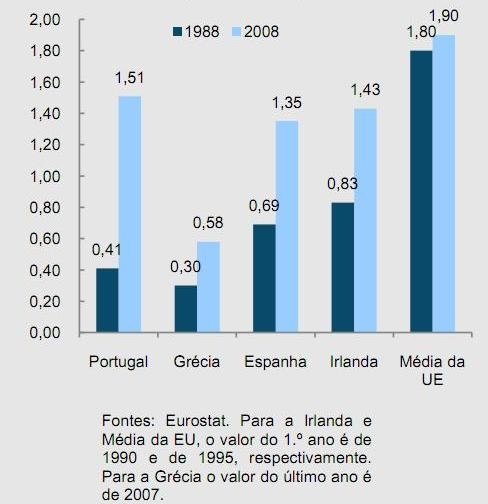 2,00
1,80
1,60
1,40
1,20
1,00
0,80
0,60
0,40
0,20
0,00
1988 2008
0,41 1,51
0,30 0,58
0,69 1,35
0,83 1,43
1,80 1,90
Portugal Grécia Espanha Irlanda Média da
UE
Fontes: Eurostat. Para a Irlanda e
Média da EU, o valor do 1.º ano é de
1990 e de 1995, respectivamente.
Para a Grécia o valor do último ano é
de 2007.